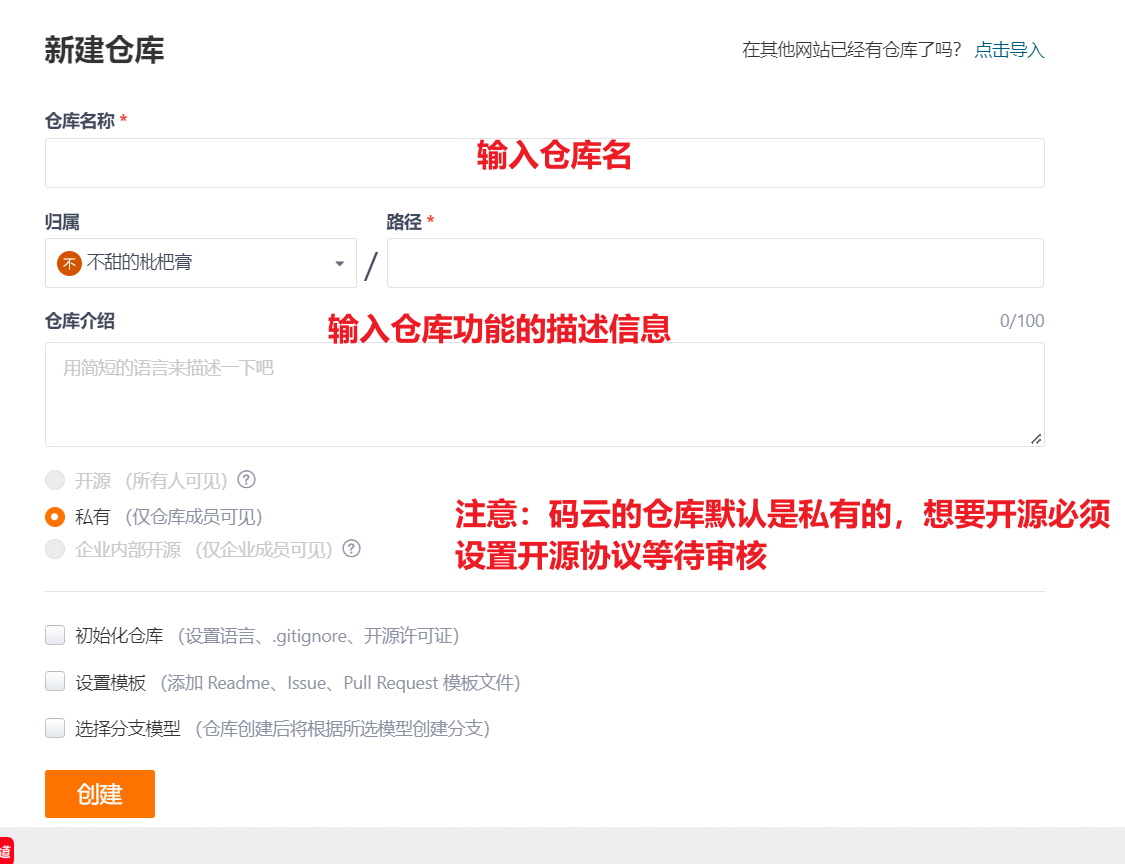 新建仓库
在其他网站已经有仓库了吗? 点击导入
仓库名称 *
输入仓库名
归属
路径 *
不 不甜的枇杷膏
/
仓库介绍
0/100
输入仓库功能的描述信息
用简短的语言来描述一下吧
开源 (所有人可见) ?
私有 (仅仓库成员可见)
企业内部开源 (仅企业成员可见) ?
注意：码云的仓库默认是私有的，想要开源必须
设置开源协议等待审核
初始化仓库 (设置语言、.gitignore、开源许可证)
设置模板 (添加 Readme、Issue、Pull Request 模板文件)
选择分支模型 (仓库创建后将根据所选模型创建分支)
创建
道